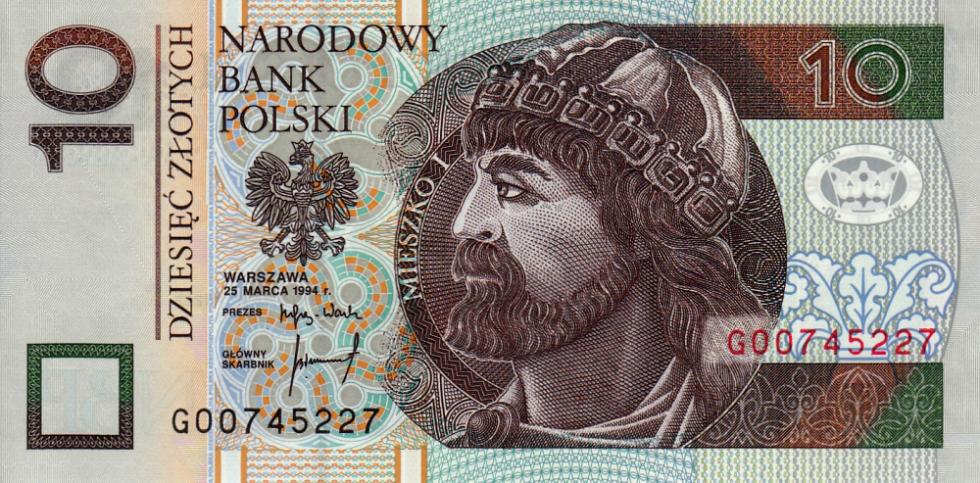 10
DZIESIĘĆ ZŁOTYCH
NARODOWY
BANK
POLSKI
MIESZKO I
10
WARSZAWA
25 MARCA 1994 r.
PREZES
GŁÓWNY
SKARBNIK
G00745227
G00745227